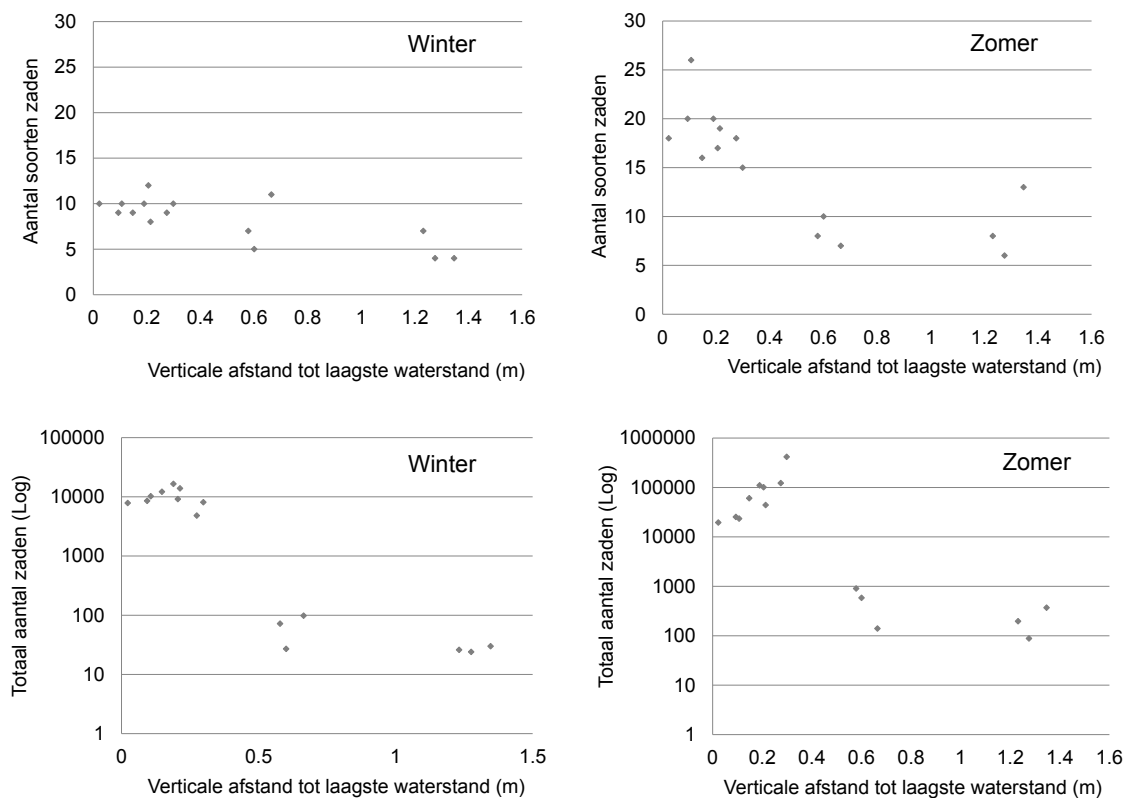 Winter
Aantal soorten zaden
30
25
20
15
10
5
0
0 0.2 0.4 0.6 0.8 1 1.2 1.4 1.6
Verticale afstand tot laagste waterstand (m)
Zomer
Aantal soorten zaden
30
25
20
15
10
5
0
0 0.2 0.4 0.6 0.8 1 1.2 1.4 1.6
Verticale afstand tot laagste waterstand (m)
Winter
Totaal aantal zaden (Log)
100000
10000
1000
100
10
1
0 0.5 1 1.5
Verticale afstand tot laagste waterstand (m)
Zomer
Totaal aantal zaden (Log)
1000000
100000
10000
1000
100
10
1
0 0.2 0.4 0.6 0.8 1 1.2 1.4 1.6
Verticale afstand tot laagste waterstand (m)